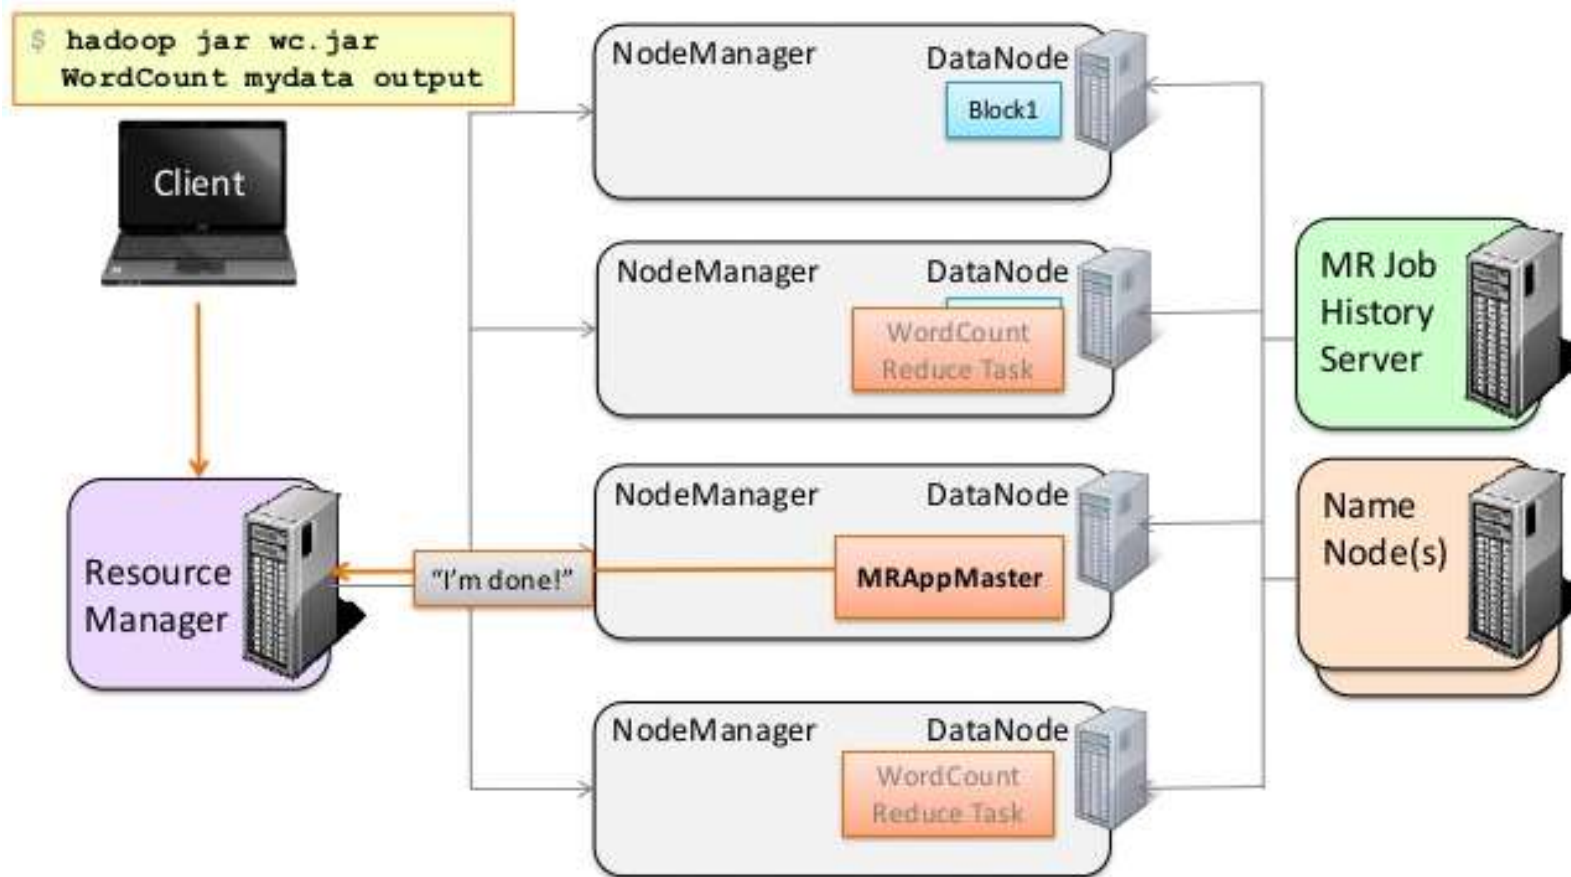 $ hadoop jar wc.jar
WordCount mydata output
Client
Resource
Manager
"I'm done!"
NodeManager
DataNode
Block1
NodeManager
DataNode
WordCount
Reduce Task
NodeManager
DataNode
MRAppMaster
NodeManager
DataNode
WordCount
Reduce Task
MR Job
History
Server
Name
Node(s)